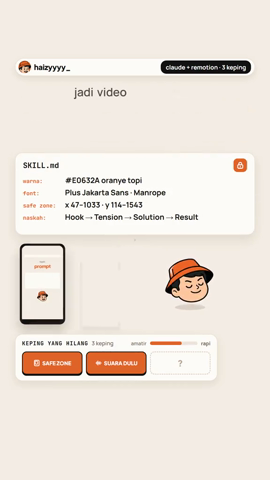 haizyyyy_
claude + remotion · 3 keping
jadi video
SKILL.md
warna: #E0632A oranye topi
font: Plus Jakarta Sans · Manrope
safe zone: x 47–1033 · y 114–1543
naskah: Hook → Tension → Solution → Result
prompt
KEPING YANG HILANG 3 keping
amatir rapi
SAFE ZONE
SUARA DULU
?